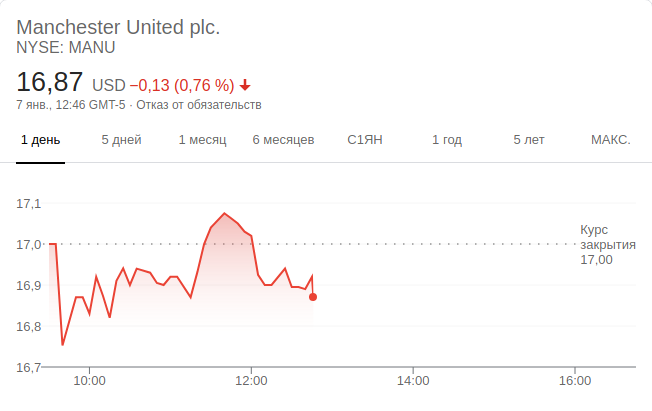 Manchester United plc.
NYSE: MANU
16,87 USD −0,13 (0,76 %)
7 янв., 12:46 GMT-5 · Отказ от обязательств
1 день 5 дней 1 месяц 6 месяцев С1ЯН 1 год 5 лет МАКС.
17,1
17,0
16,9
16,8
16,7
Курс
закрытия
17,00
10:00 12:00 14:00 16:00